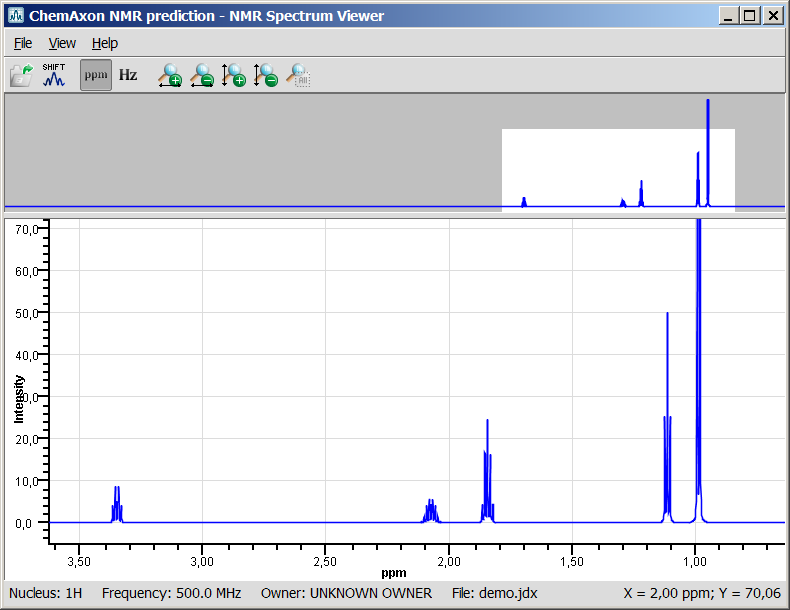 ChemAxon NMR prediction - NMR Spectrum Viewer
File View Help
SHIFT ppm Hz All
70,0
60,0
50,0
40,0
30,0
20,0
10,0
0,0
Intensity
3,50 3,00 2,50 2,00 1,50 1,00
ppm
Nucleus: 1H Frequency: 500.0 MHz Owner: UNKNOWN OWNER File: demo.jdx X = 2,00 ppm; Y = 70,06